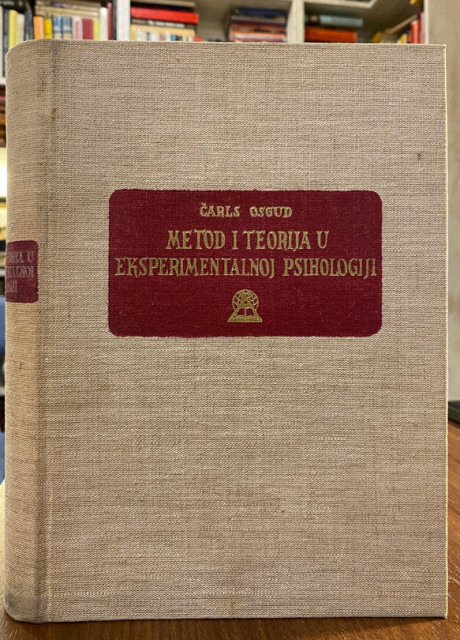 ČARLS OSGUD
METOD I TEORIJA U
EKSPERIMENTALNOJ PSIHOLOGIJI